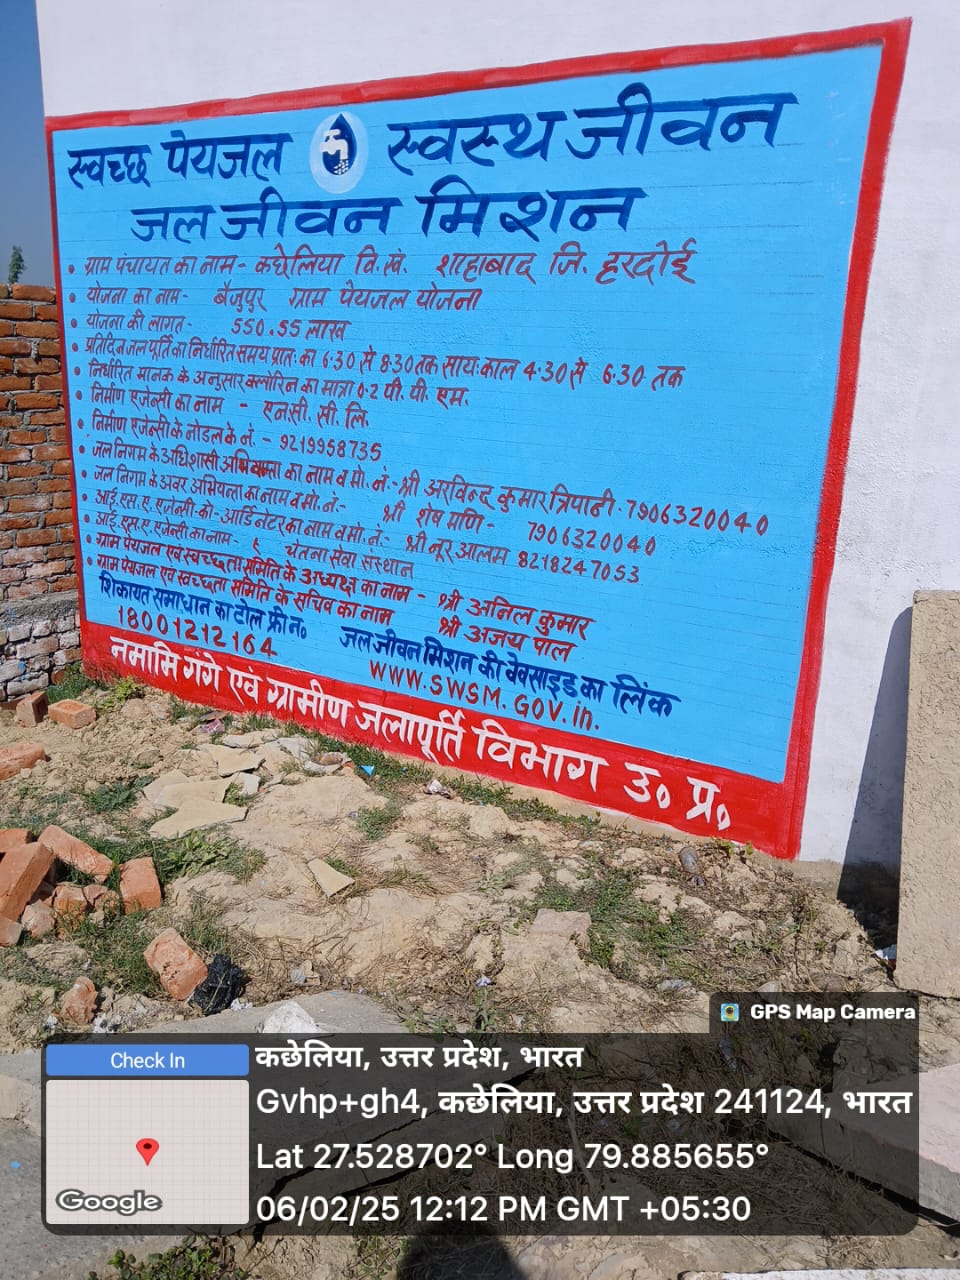 स्वच्छ पेयजल स्वस्थ जीवन
जल जीवन मिशन
• ग्राम पंचायत का नाम - कछेलिया वि.खं. शाहाबाद जि. हरदोई
• योजना का नाम - बैजुपुर ग्राम पेयजल योजना
• योजना की लागत - 550.55 लाख
• प्रतिदिन जल पूर्ति का निर्धारित समय प्रातः का 6:30 से 8:30 तक सायःकाल 4:30 से 6:30 तक
• निर्धारित मानक के अनुसार क्लोरिन का मात्रा 0.2 पी. पी. एम.
• निर्माण एजेन्सी का नाम - एन. सी. सी. लि.
• निर्माण एजेन्सी के नोडल के नं. - 9219958735
• जल निगम के अधिशासी अभियन्ता का नाम व मो. नं.- श्री अरविन्द कुमार त्रिपाठी - 7906320040
• जल निगम के अवर अभियन्ता का नाम व मो. नं.- श्री शेष मणि - 7906320040
• आई. एस. ए. एजेन्सी को-आर्डिनेटर का नाम व मो. नं.- श्री नूर आलम 8218247053
• आई. एस. ए. एजेन्सी का नाम - चेतना सेवा संस्थान
• ग्राम पेयजल एवं स्वच्छता समिति के अध्यक्ष का नाम - श्री अनिल कुमार
• ग्राम पेयजल एवं स्वच्छता समिति के सचिव का नाम श्री अजय पाल
शिकायत समाधान का टोल फ्री नं॰
18001212164
जल जीवन मिशन की वेबसाइड का लिंक
www.SWSM.GOV.in.
नमामि गंगे एवं ग्रामीण जलापूर्ति विभाग उ॰ प्र॰
GPS Map Camera
Check In
कछेलिया, उत्तर प्रदेश, भारत
Gvhp+gh4, कछेलिया, उत्तर प्रदेश 241124, भारत
Lat 27.528702° Long 79.885655°
06/02/25 12:12 PM GMT +05:30
Google